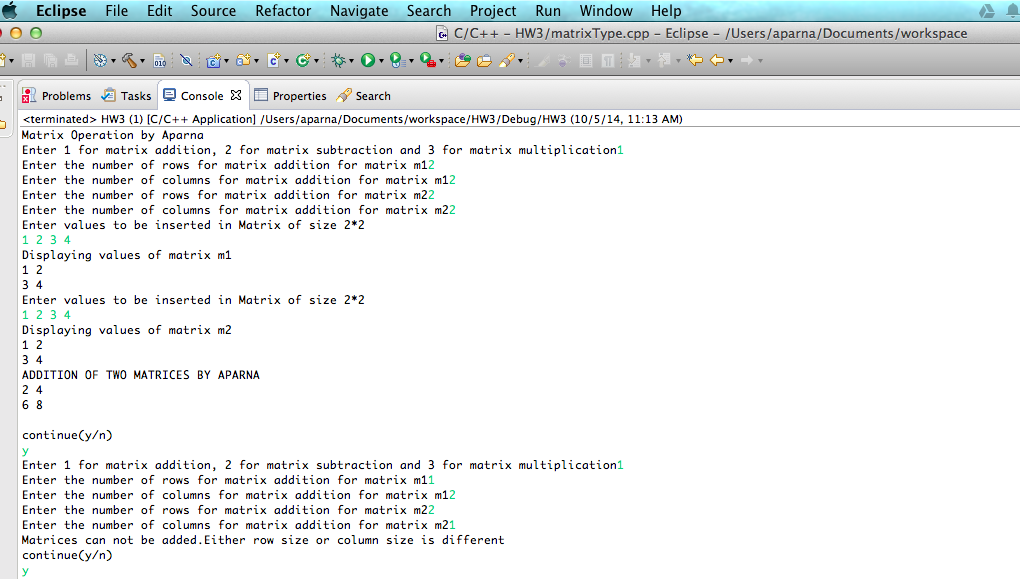 Eclipse File Edit Source Refactor Navigate Search Project Run Window Help
C/C++ - HW3/matrixType.cpp - Eclipse - /Users/aparna/Documents/workspace
Problems Tasks Console Properties Search
<terminated> HW3 (1) [C/C++ Application] /Users/aparna/Documents/workspace/HW3/Debug/HW3 (10/5/14, 11:13 AM)
Matrix Operation by Aparna
Enter 1 for matrix addition, 2 for matrix subtraction and 3 for matrix multiplication1
Enter the number of rows for matrix addition for matrix m12
Enter the number of columns for matrix addition for matrix m12
Enter the number of rows for matrix addition for matrix m22
Enter the number of columns for matrix addition for matrix m22
Enter values to be inserted in Matrix of size 2*2
1 2 3 4
Displaying values of matrix m1
1 2
3 4
Enter values to be inserted in Matrix of size 2*2
1 2 3 4
Displaying values of matrix m2
1 2
3 4
ADDITION OF TWO MATRICES BY APARNA
2 4
6 8
continue(y/n)
y
Enter 1 for matrix addition, 2 for matrix subtraction and 3 for matrix multiplication1
Enter the number of rows for matrix addition for matrix m11
Enter the number of columns for matrix addition for matrix m12
Enter the number of rows for matrix addition for matrix m22
Enter the number of columns for matrix addition for matrix m21
Matrices can not be added.Either row size or column size is different
continue(y/n)
y